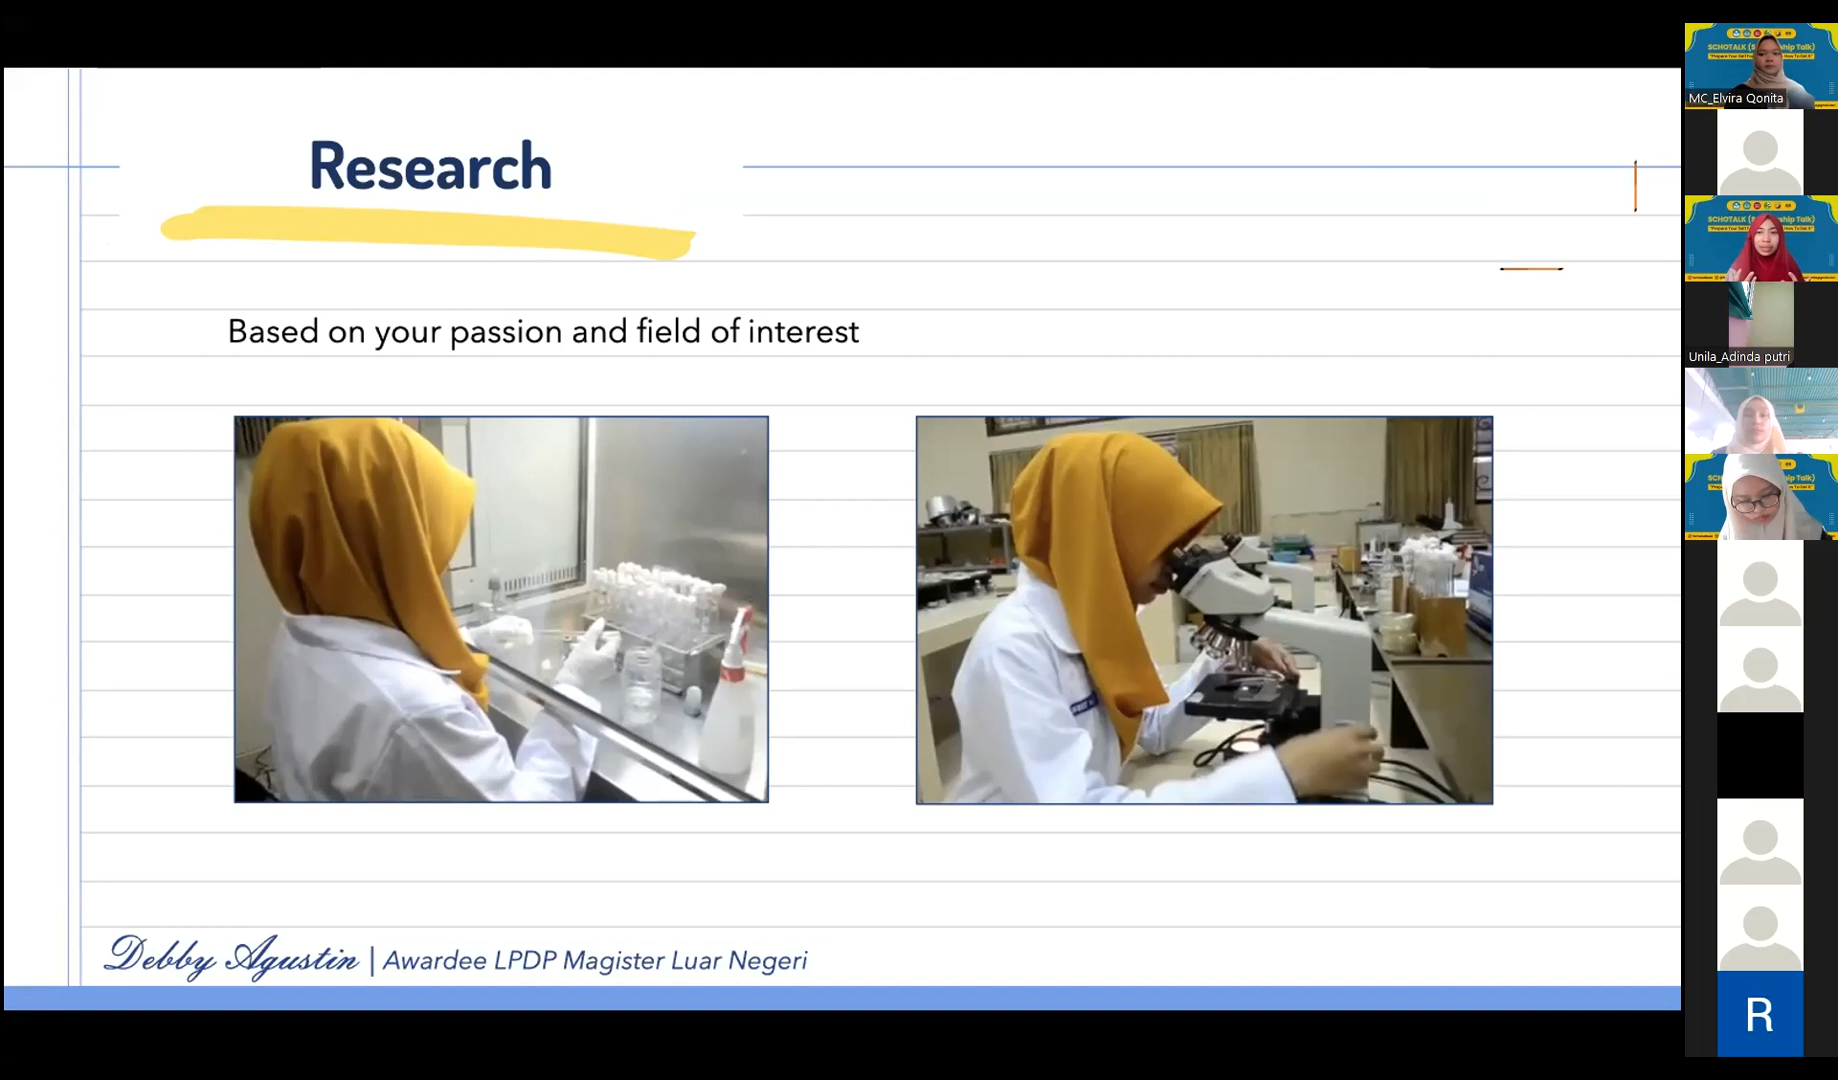 Research
Based on your passion and field of interest
Debby Agustin | Awardee LPDP Magister Luar Negeri
MC_Elvira Qonita
Unila_Adinda putri
R